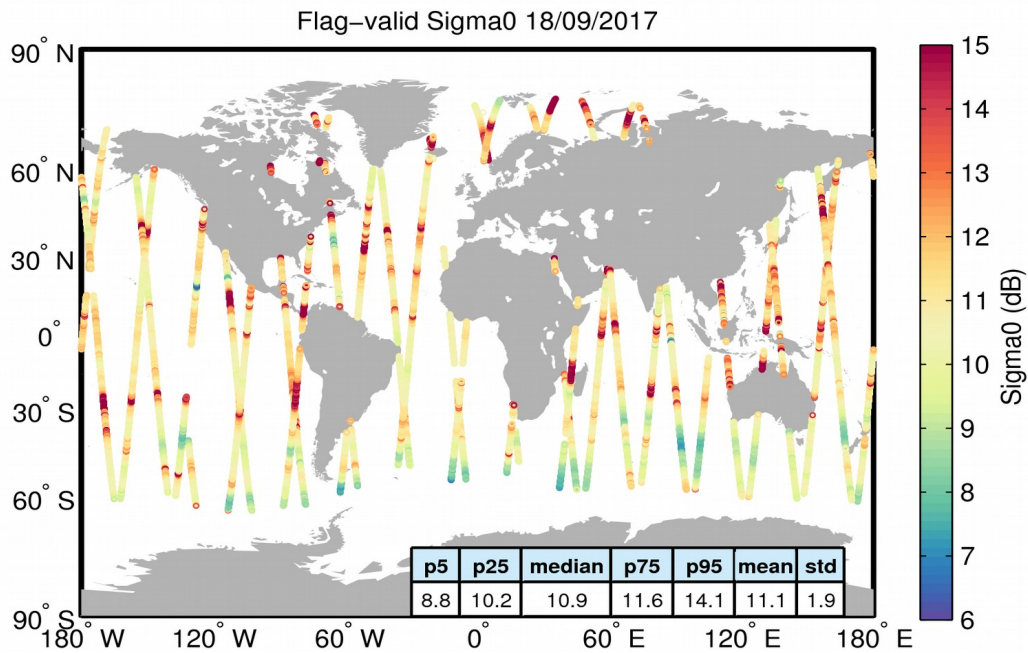 Flag−valid Sigma0 18/09/2017
90° N
60° N
30° N
0°
30° S
60° S
90° S
180° W
120° W
60° W
0°
60° E
120° E
180° E
p5 p25 median p75 p95 mean std
8.8 10.2 10.9 11.6 14.1 11.1 1.9
15
14
13
12
11
10
9
8
7
6
Sigma0 (dB)